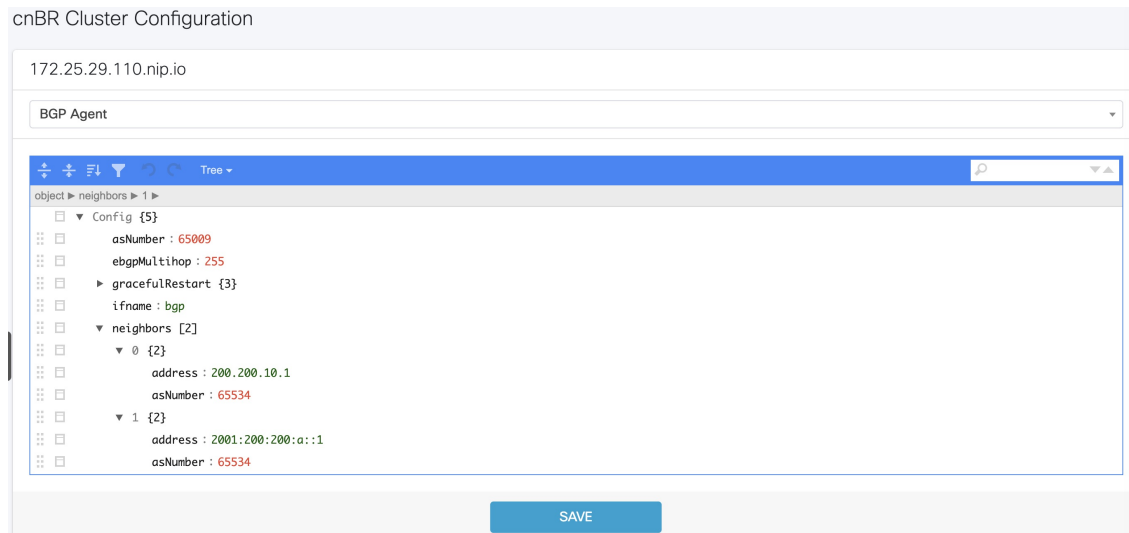 cnBR Cluster Configuration
172.25.29.110.nip.io
BGP Agent
Tree
object ► neighbors ► 1 ►
Config {5}
asNumber : 65009
ebgpMultihop : 255
gracefulRestart {3}
ifname : bgp
neighbors [2]
0 {2}
address : 200.200.10.1
asNumber : 65534
1 {2}
address : 2001:200:200:a::1
asNumber : 65534
SAVE